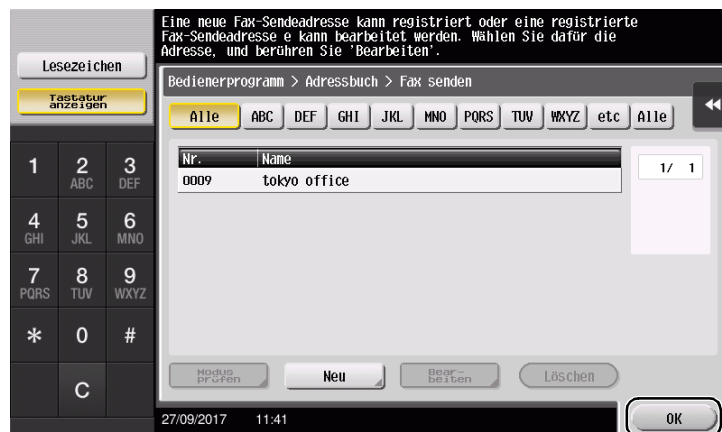 Eine neue Fax-Sendeadresse kann registriert oder eine registrierte
Fax-Sendeadresse e kann bearbeitet werden. Wählen Sie dafür die
Adresse, und berühren Sie 'Bearbeiten'.
Lesezeichen
Tastatur
anzeigen
Bedienerprogramm > Adressbuch > Fax senden
Alle ABC DEF GHI JKL MNO PQRS TUV WXYZ etc Alle
Nr. Name
0009 tokyo office
1/ 1
1 2 ABC 3 DEF
4 GHI 5 JKL 6 MNO
7 PQRS 8 TUV 9 WXYZ
* 0 #
C
Modus
prüfen
Neu
Bear-
beiten
Löschen
27/09/2017 11:41
OK